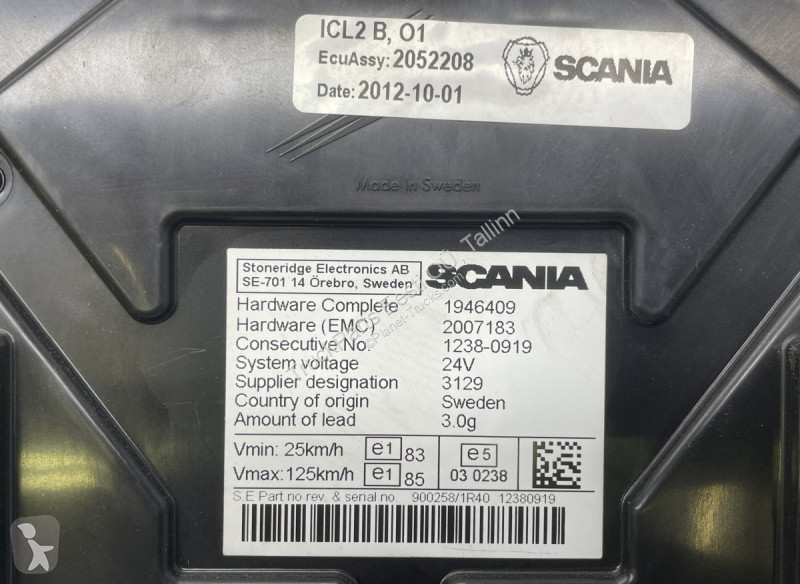 ICL2 B, O1
EcuAssy: 2052208
Date: 2012-10-01
SCANIA
Made In Sweden
Stoneridge Electronics AB
SE-701 14 Örebro, Sweden
SCANIA
Hardware Complete 1946409
Hardware (EMC) 2007183
Consecutive No. 1238-0919
System voltage 24V
Supplier designation 3129
Country of origin Sweden
Amount of lead 3.0g
Vmin: 25km/h e1 83
Vmax: 125km/h e1 85
e5
03 0238
S.E Part no rev. & serial no. 900258/1R40 12380919
Tallinn